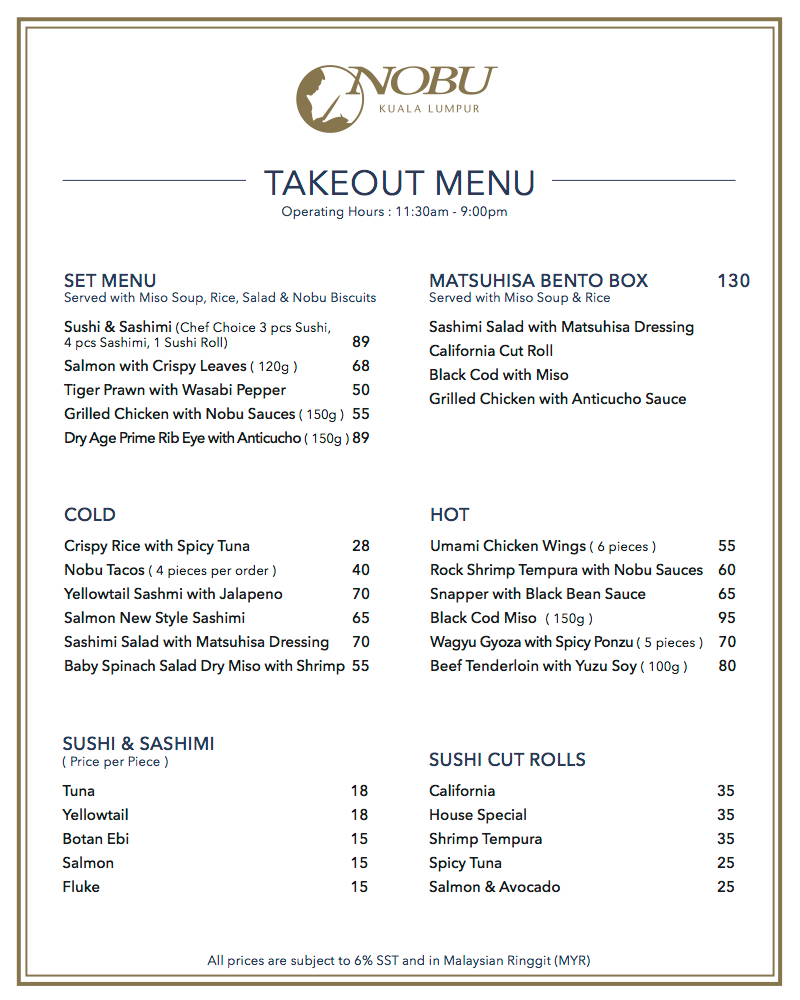 NOBU
KUALA LUMPUR
TAKEOUT MENU
Operating Hours : 11:30am - 9:00pm
SET MENU
Served with Miso Soup, Rice, Salad & Nobu Biscuits
Sushi & Sashimi (Chef Choice 3 pcs Sushi,
4 pcs Sashimi, 1 Sushi Roll) 89
Salmon with Crispy Leaves ( 120g ) 68
Tiger Prawn with Wasabi Pepper 50
Grilled Chicken with Nobu Sauces ( 150g ) 55
Dry Age Prime Rib Eye with Anticucho ( 150g ) 89
MATSUHISA BENTO BOX 130
Served with Miso Soup & Rice
Sashimi Salad with Matsuhisa Dressing
California Cut Roll
Black Cod with Miso
Grilled Chicken with Anticucho Sauce
COLD
Crispy Rice with Spicy Tuna 28
Nobu Tacos ( 4 pieces per order ) 40
Yellowtail Sashmi with Jalapeno 70
Salmon New Style Sashimi 65
Sashimi Salad with Matsuhisa Dressing 70
Baby Spinach Salad Dry Miso with Shrimp 55
HOT
Umami Chicken Wings ( 6 pieces ) 55
Rock Shrimp Tempura with Nobu Sauces 60
Snapper with Black Bean Sauce 65
Black Cod Miso ( 150g ) 95
Wagyu Gyoza with Spicy Ponzu ( 5 pieces ) 70
Beef Tenderloin with Yuzu Soy ( 100g ) 80
SUSHI & SASHIMI
( Price per Piece )
Tuna 18
Yellowtail 18
Botan Ebi 15
Salmon 15
Fluke 15
SUSHI CUT ROLLS
California 35
House Special 35
Shrimp Tempura 35
Spicy Tuna 25
Salmon & Avocado 25
All prices are subject to 6% SST and in Malaysian Ringgit (MYR)